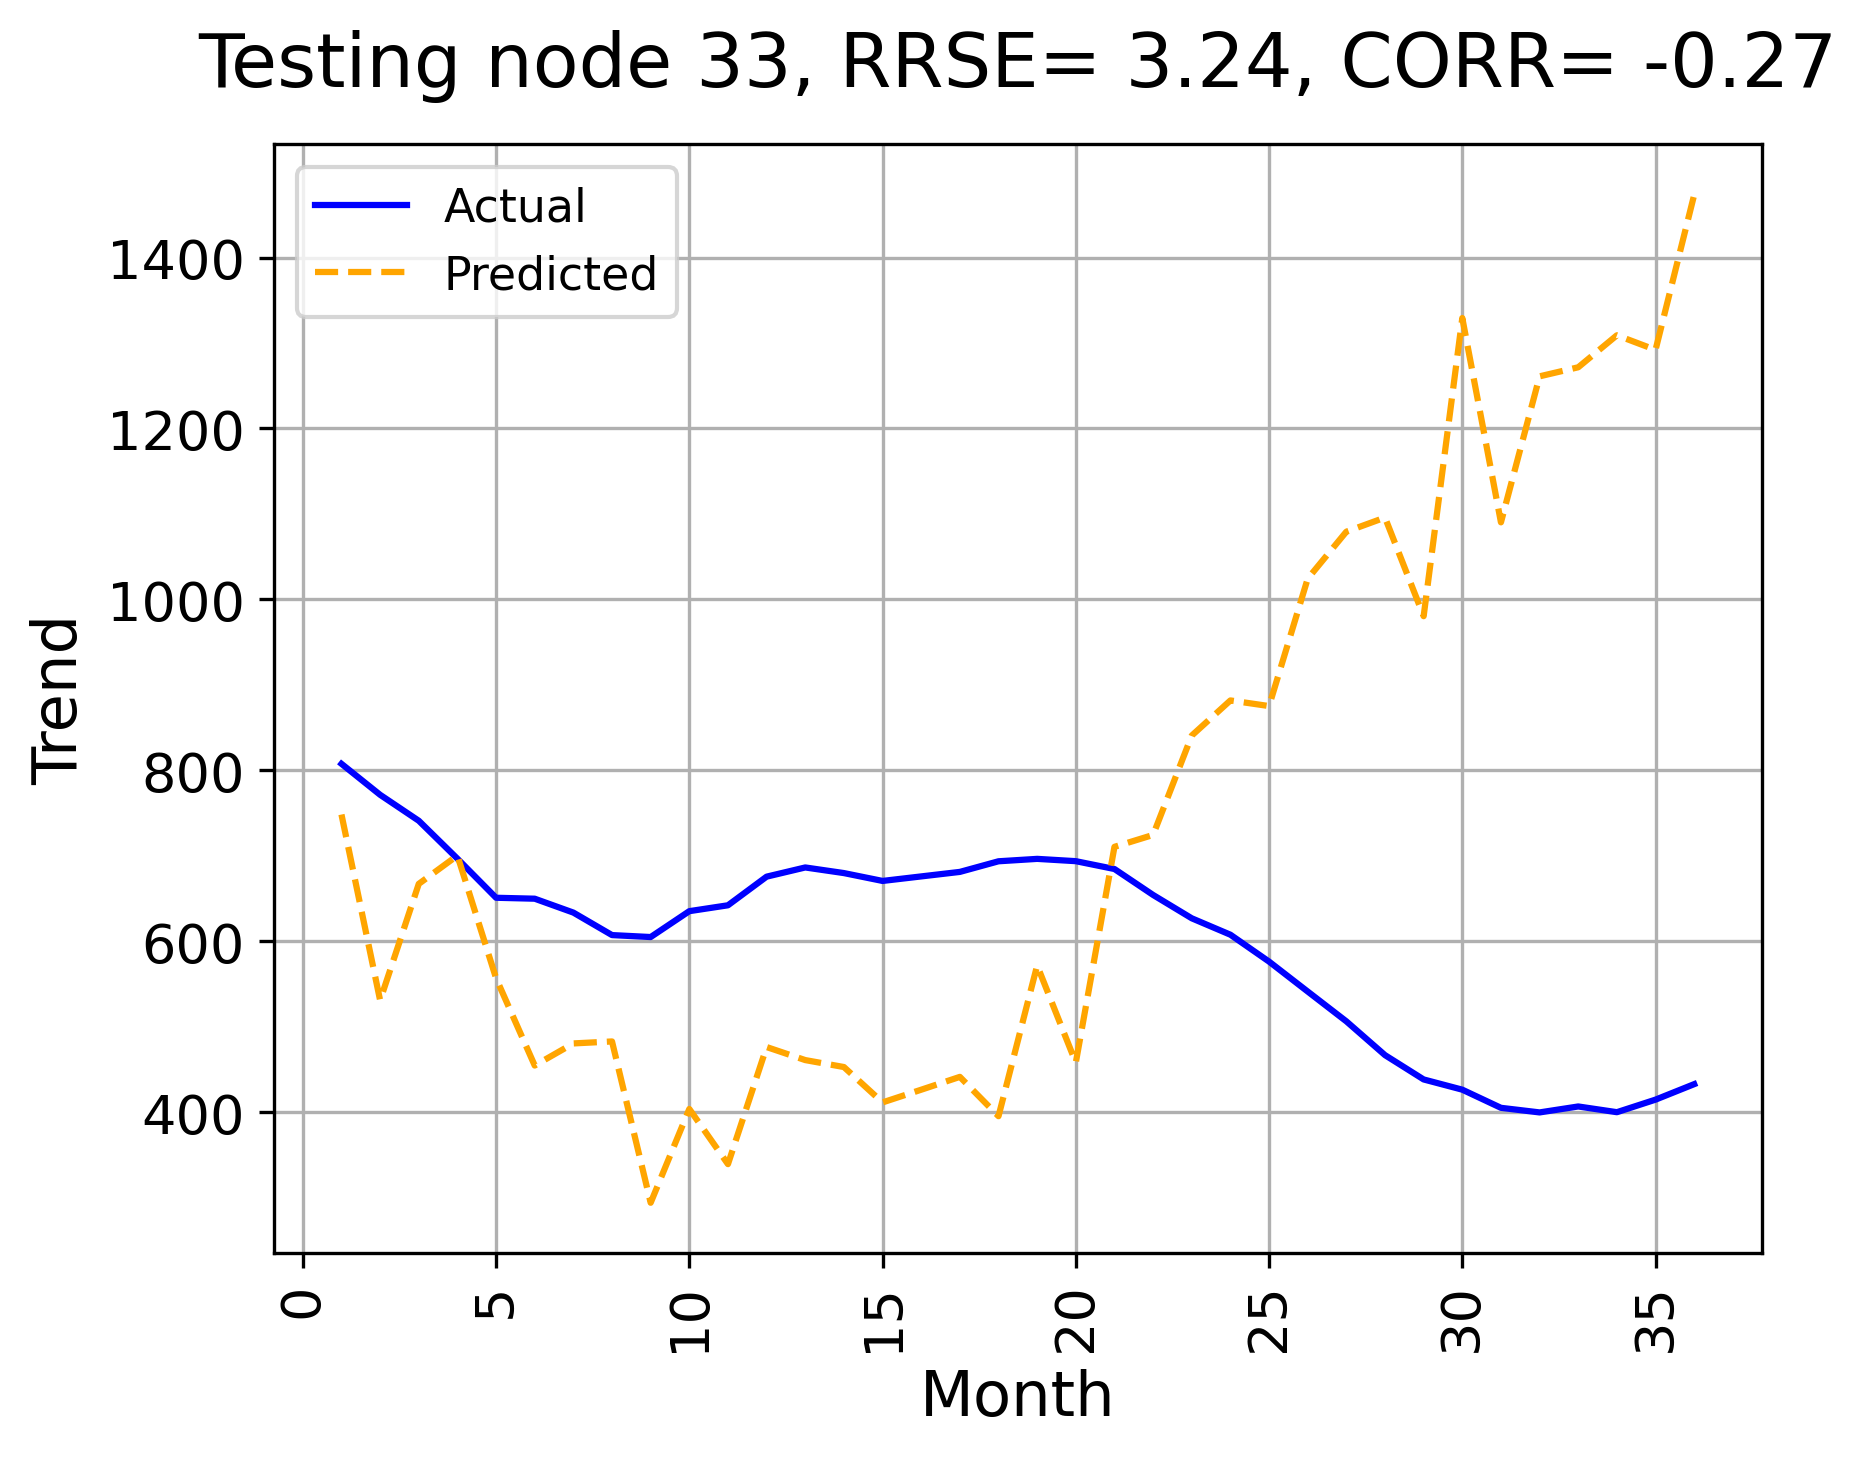 Testing node 33, RRSE= 3.24, CORR= -0.27
Actual
Predicted
1400
1200
1000
800
600
400
Trend
0
5
10
15
20
25
30
35
Month